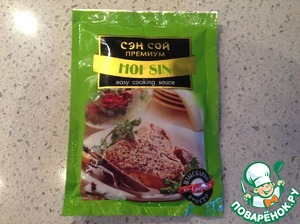 СЭН СОЙ
ПРЕМИУМ
HOI SIN
easy cooking sauce
ПОВАРЁНОК.РУ